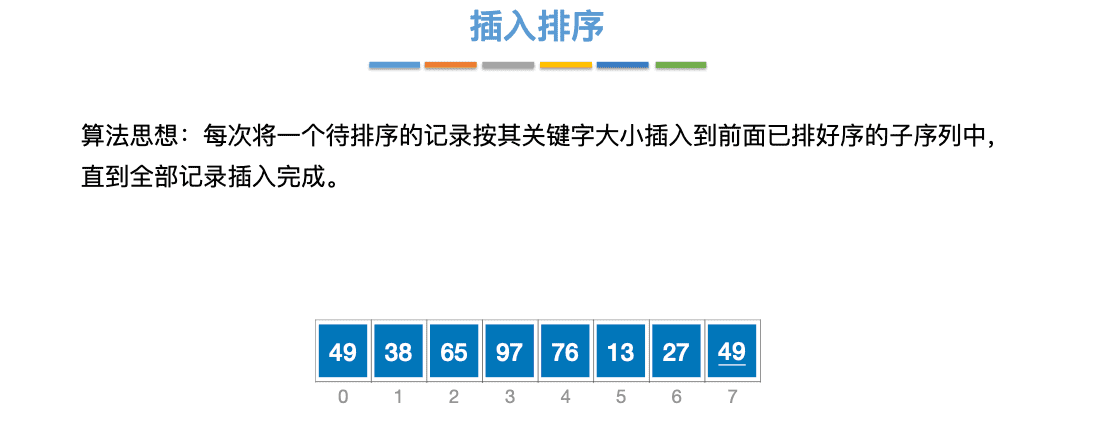 插入排序
算法思想：每次将一个待排序的记录按其关键字大小插入到前面已排好序的子序列中，
直到全部记录插入完成。
49 38 65 97 76 13 27 49
0 1 2 3 4 5 6 7